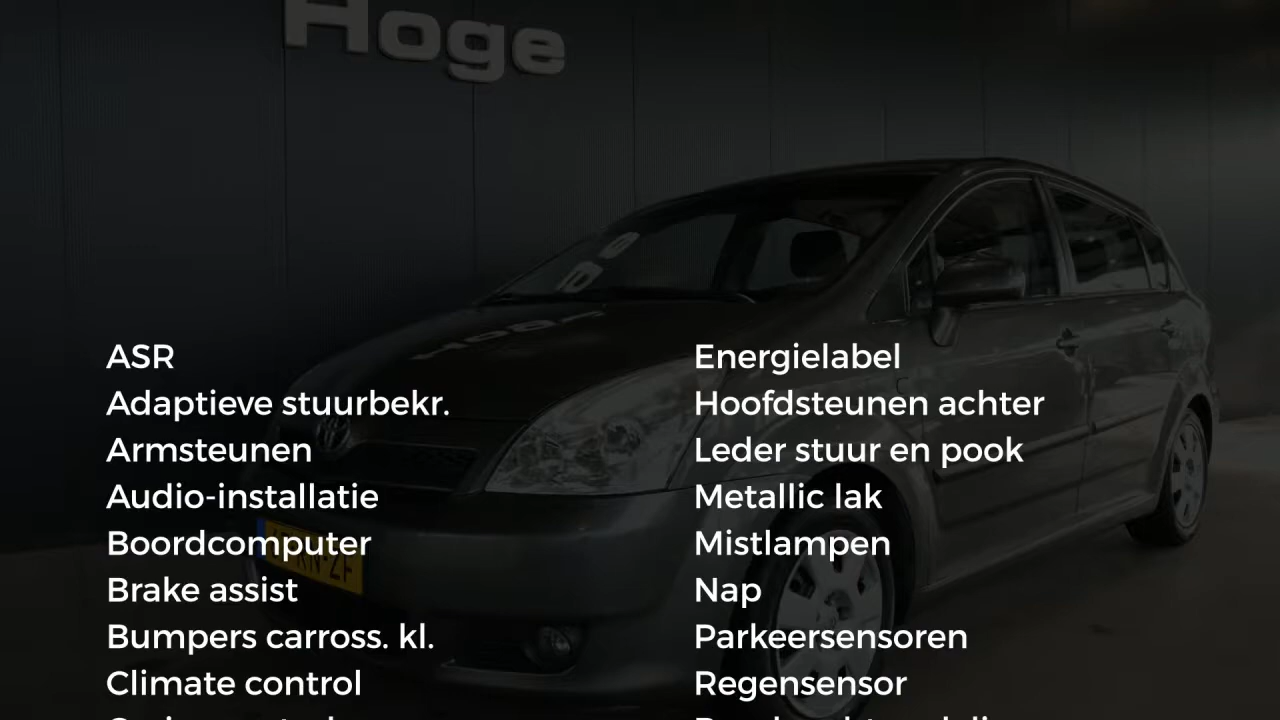 Hoge
ASR
Adaptieve stuurbekr.
Armsteunen
Audio-installatie
Boordcomputer
Brake assist
Bumpers carross. kl.
Climate control
Energielabel
Hoofdsteunen achter
Leder stuur en pook
Metallic lak
Mistlampen
Nap
Parkeersensoren
Regensensor